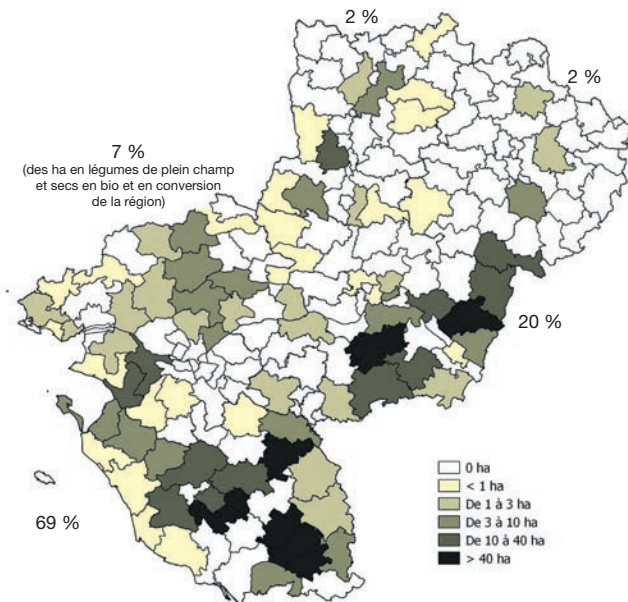 2 %
2 %
7 %
(des ha en légumes de plein champ
et secs en bio et en conversion
de la région)
20 %
69 %
0 ha
< 1 ha
De 1 à 3 ha
De 3 à 10 ha
De 10 à 40 ha
> 40 ha